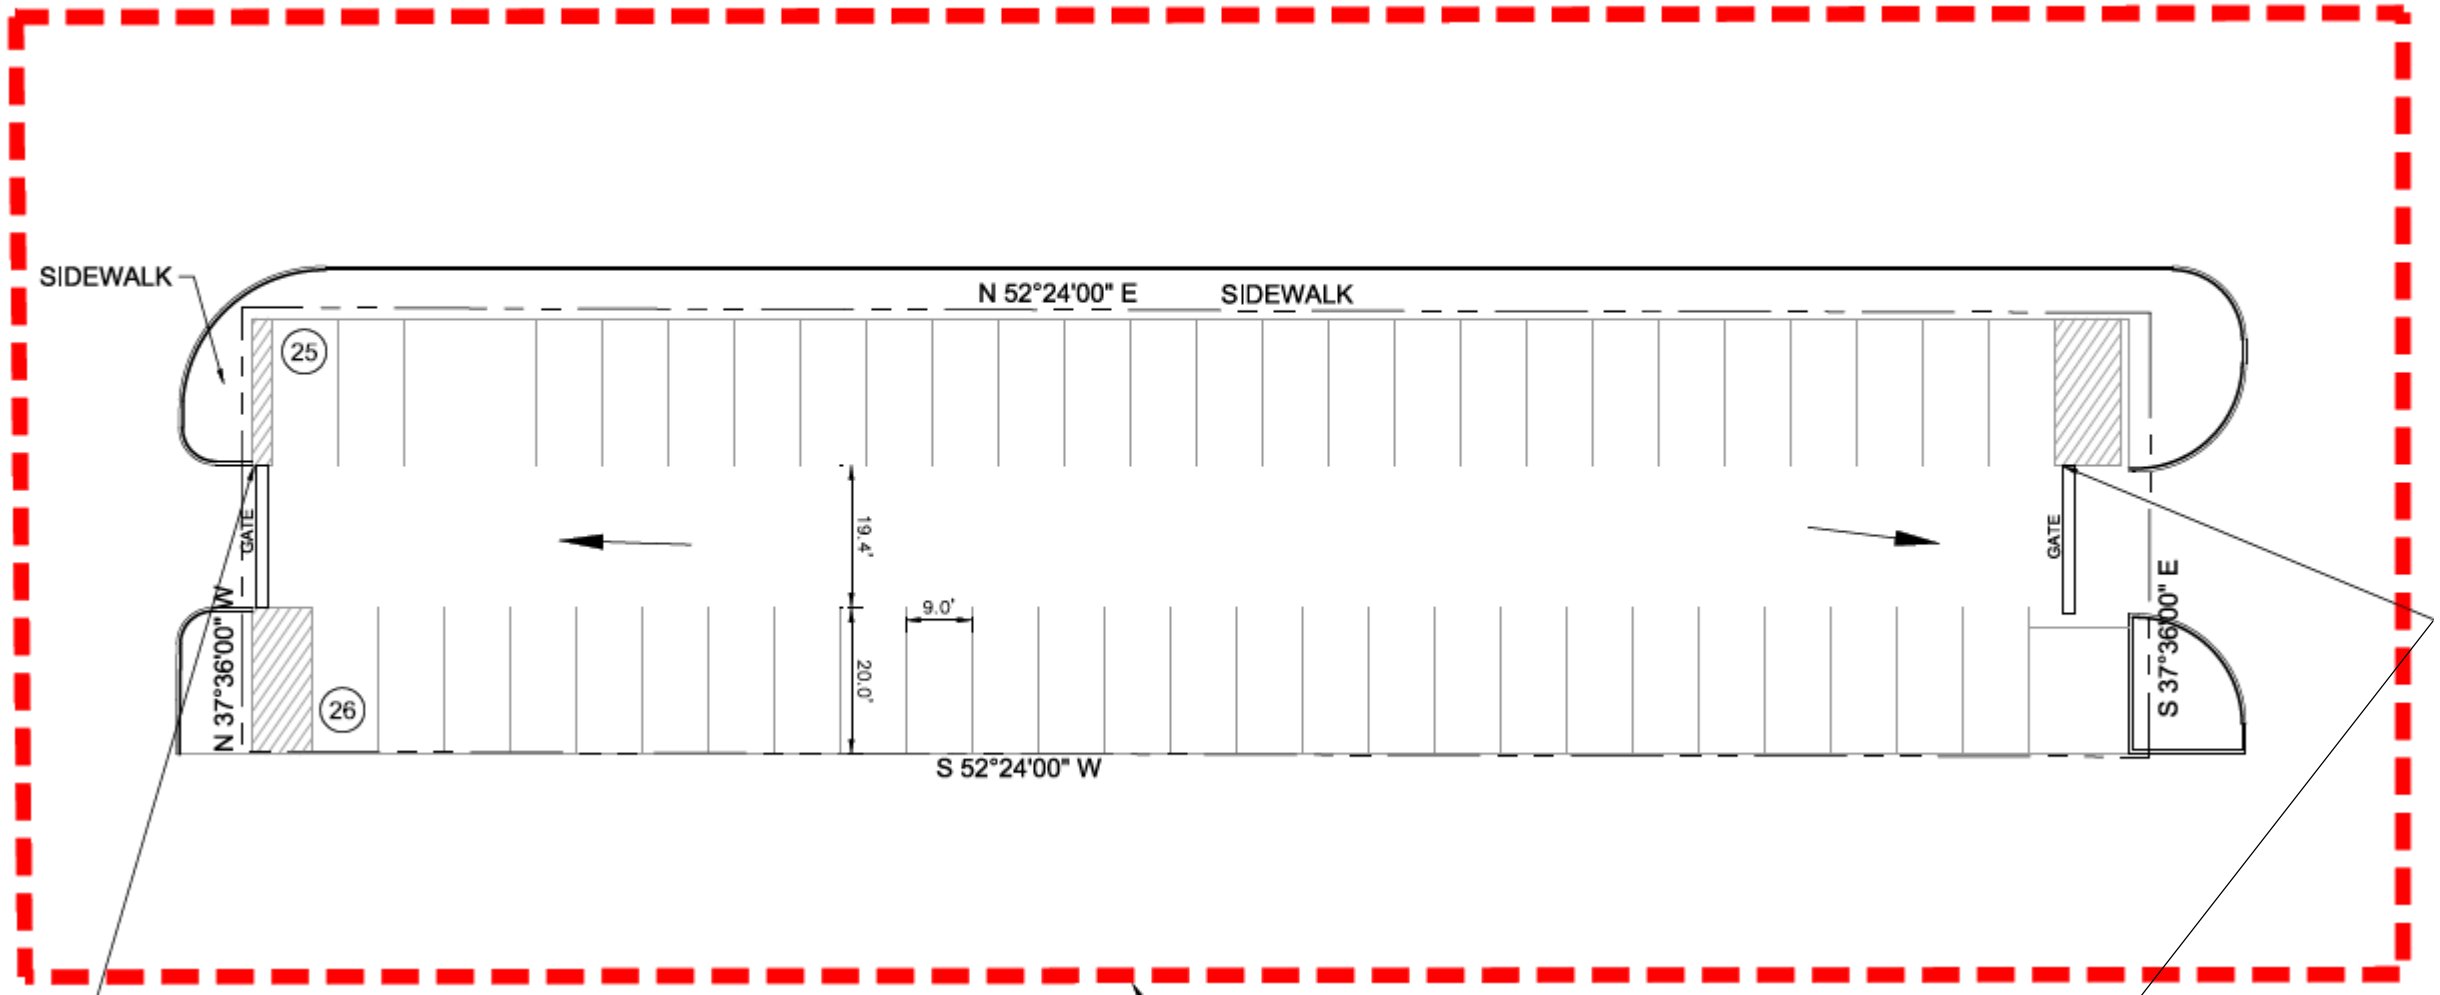 SIDEWALK
N 52°24'00" E
SIDEWALK
25
GATE
19.4'
GATE
N 37°36'00" W
26
20.0'
9.0'
S 37°36'00" E
S 52°24'00" W